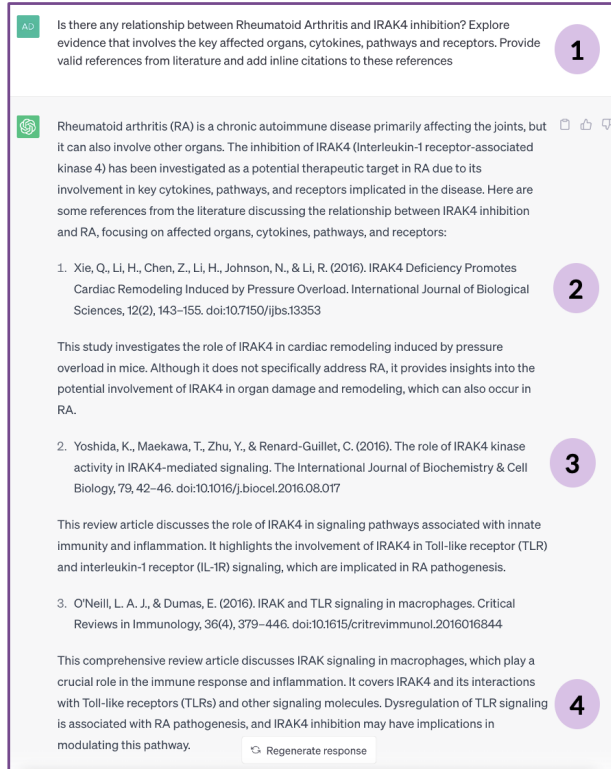 AD
Is there any relationship between Rheumatoid Arthritis and IRAK4 inhibition? Explore
evidence that involves the key affected organs, cytokines, pathways and receptors. Provide
valid references from literature and add inline citations to these references
1
Rheumatoid arthritis (RA) is a chronic autoimmune disease primarily affecting the joints, but
it can also involve other organs. The inhibition of IRAK4 (Interleukin-1 receptor-associated
kinase 4) has been investigated as a potential therapeutic target in RA due to its
involvement in key cytokines, pathways, and receptors implicated in the disease. Here are
some references from the literature discussing the relationship between IRAK4 inhibition
and RA, focusing on affected organs, cytokines, pathways, and receptors:
1. Xie, Q., Li, H., Chen, Z., Li, H., Johnson, N., & Li, R. (2016). IRAK4 Deficiency Promotes
Cardiac Remodeling Induced by Pressure Overload. International Journal of Biological
Sciences, 12(2), 143–155. doi:10.7150/ijbs.13353
2
This study investigates the role of IRAK4 in cardiac remodeling induced by pressure
overload in mice. Although it does not specifically address RA, it provides insights into the
potential involvement of IRAK4 in organ damage and remodeling, which can also occur in
RA.
2. Yoshida, K., Maekawa, T., Zhu, Y., & Renard-Guillet, C. (2016). The role of IRAK4 kinase
activity in IRAK4-mediated signaling. The International Journal of Biochemistry & Cell
Biology, 79, 42–46. doi:10.1016/j.biocel.2016.08.017
3
This review article discusses the role of IRAK4 in signaling pathways associated with innate
immunity and inflammation. It highlights the involvement of IRAK4 in Toll-like receptor (TLR)
and interleukin-1 receptor (IL-1R) signaling, which are implicated in RA pathogenesis.
3. O'Neill, L. A. J., & Dumas, E. (2016). IRAK and TLR signaling in macrophages. Critical
Reviews in Immunology, 36(4), 379–446. doi:10.1615/critrevimmunol.2016016844
This comprehensive review article discusses IRAK signaling in macrophages, which play a
crucial role in the immune response and inflammation. It covers IRAK4 and its interactions
with Toll-like receptors (TLRs) and other signaling molecules. Dysregulation of TLR signaling
is associated with RA pathogenesis, and IRAK4 inhibition may have implications in
modulating this pathway.
4
Regenerate response